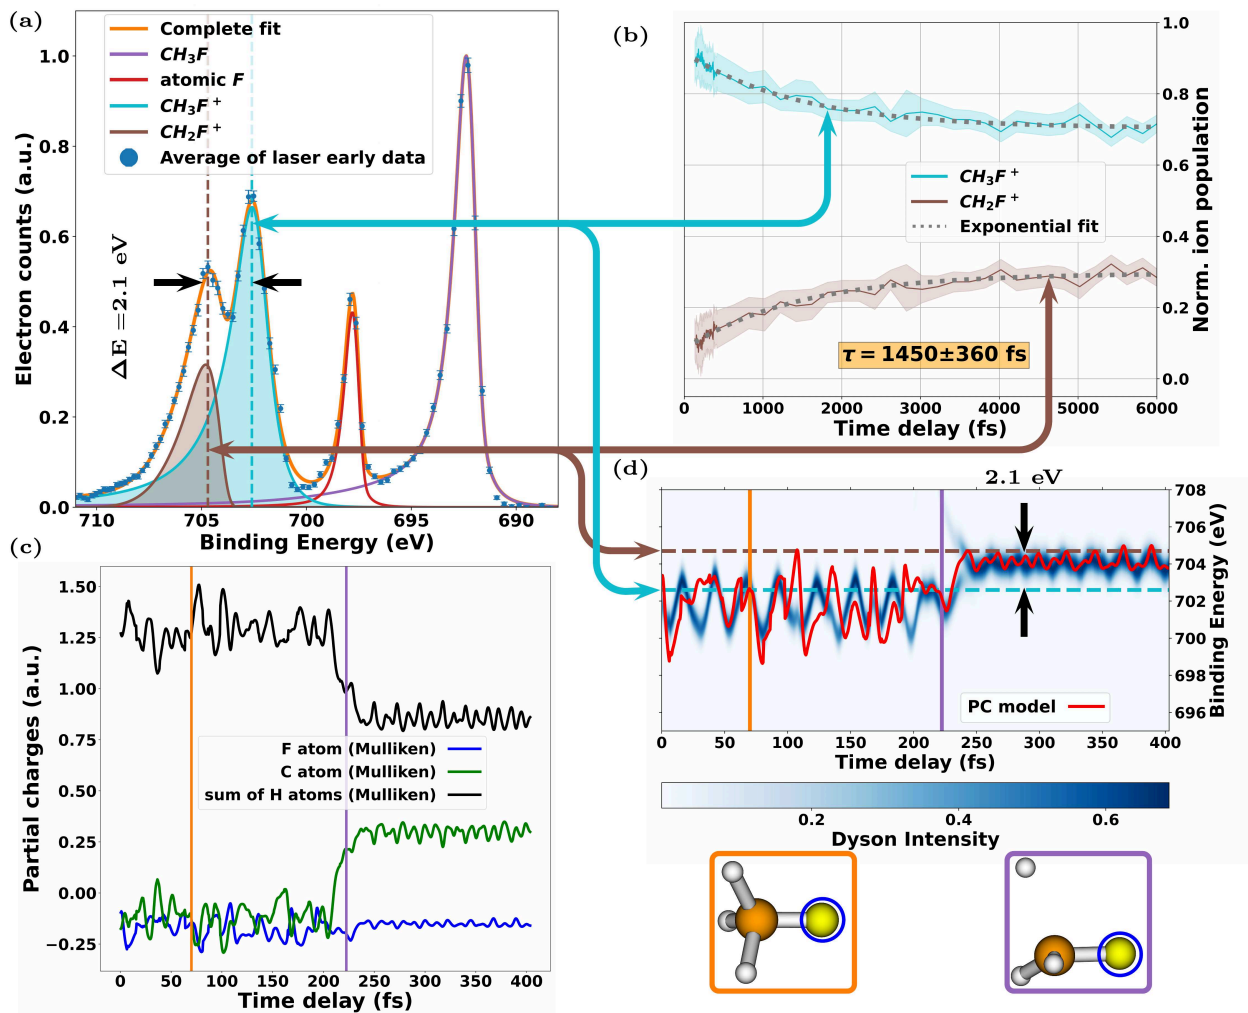 (a)
Complete fit
CH₃F
atomic F
CH₃F⁺
CH₂F⁺
Average of laser early data
ΔE =2.1 eV
Electron counts (a.u.)
1.0
0.8
0.6
0.4
0.2
0.0
710 705 700 695 690
Binding Energy (eV)
(b)
1.0
0.8
0.6
0.4
0.2
0.0
Norm. ion population
CH₃F⁺
CH₂F⁺
Exponential fit
τ = 1450±360 fs
0 1000 2000 3000 4000 5000 6000
Time delay (fs)
(c)
1.50
1.25
1.00
0.75
0.50
0.25
0.00
−0.25
Partial charges (a.u.)
F atom (Mulliken)
C atom (Mulliken)
sum of H atoms (Mulliken)
0 50 100 150 200 250 300 350 400
Time delay (fs)
(d)
2.1 eV
708
706
704
702
700
698
696
Binding Energy (eV)
PC model
0 50 100 150 200 250 300 350 400
Time delay (fs)
0.2 0.4 0.6
Dyson Intensity